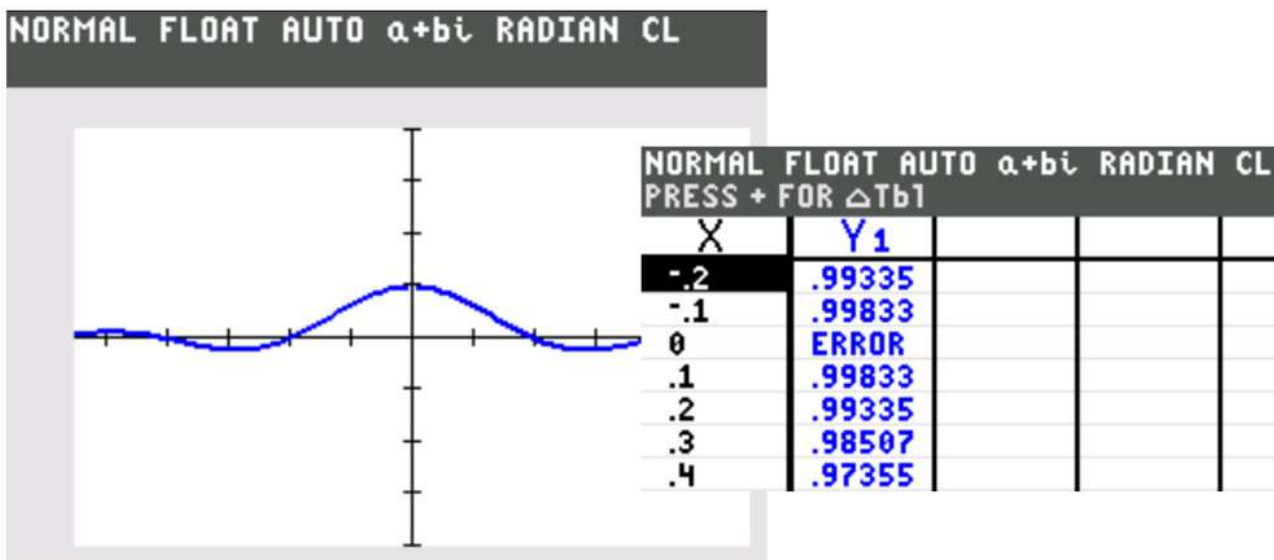 NORMAL FLOAT AUTO a+bi RADIAN CL
NORMAL FLOAT AUTO a+bi RADIAN CL
PRESS + FOR △Tbl
X Y1
-.2 .99335
-.1 .99833
0 ERROR
.1 .99833
.2 .99335
.3 .98507
.4 .97355